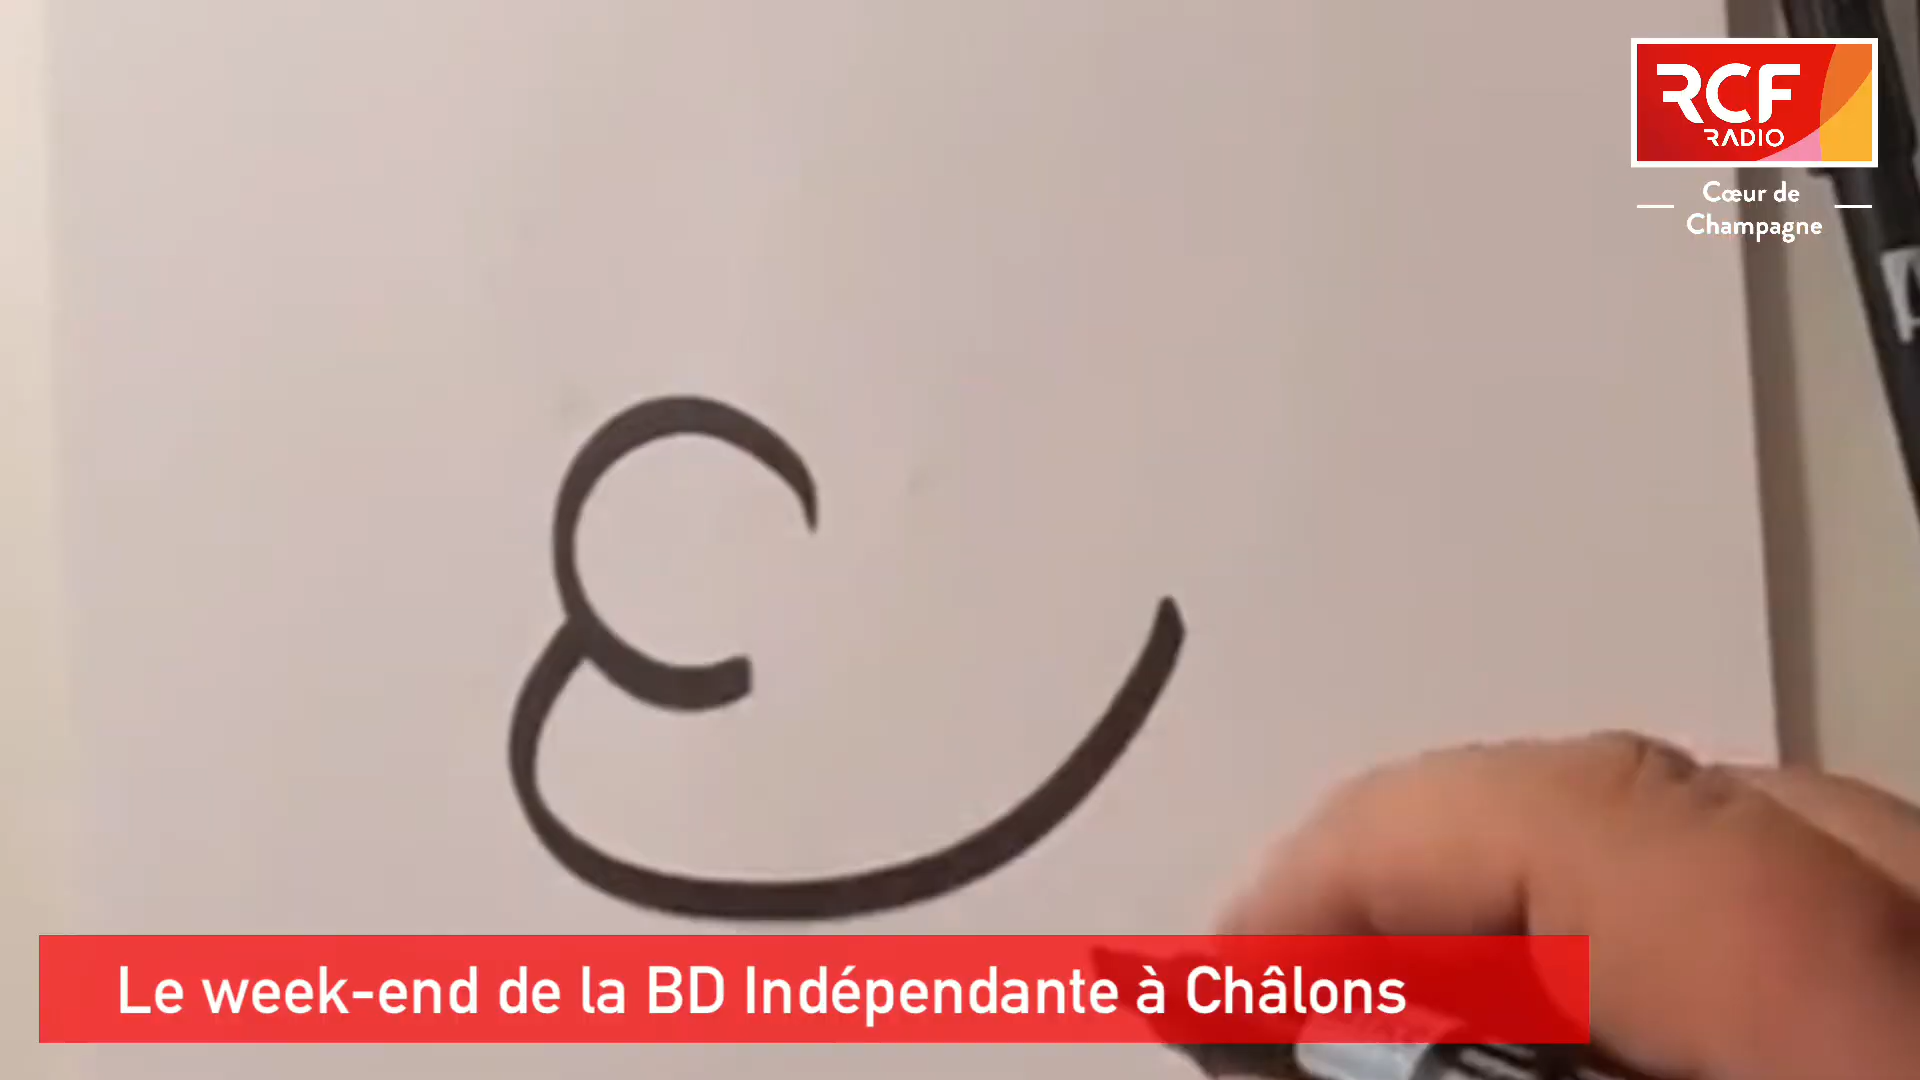 RCF
RADIO
Cœur de
Champagne
Le week-end de la BD Indépendante à Châlons